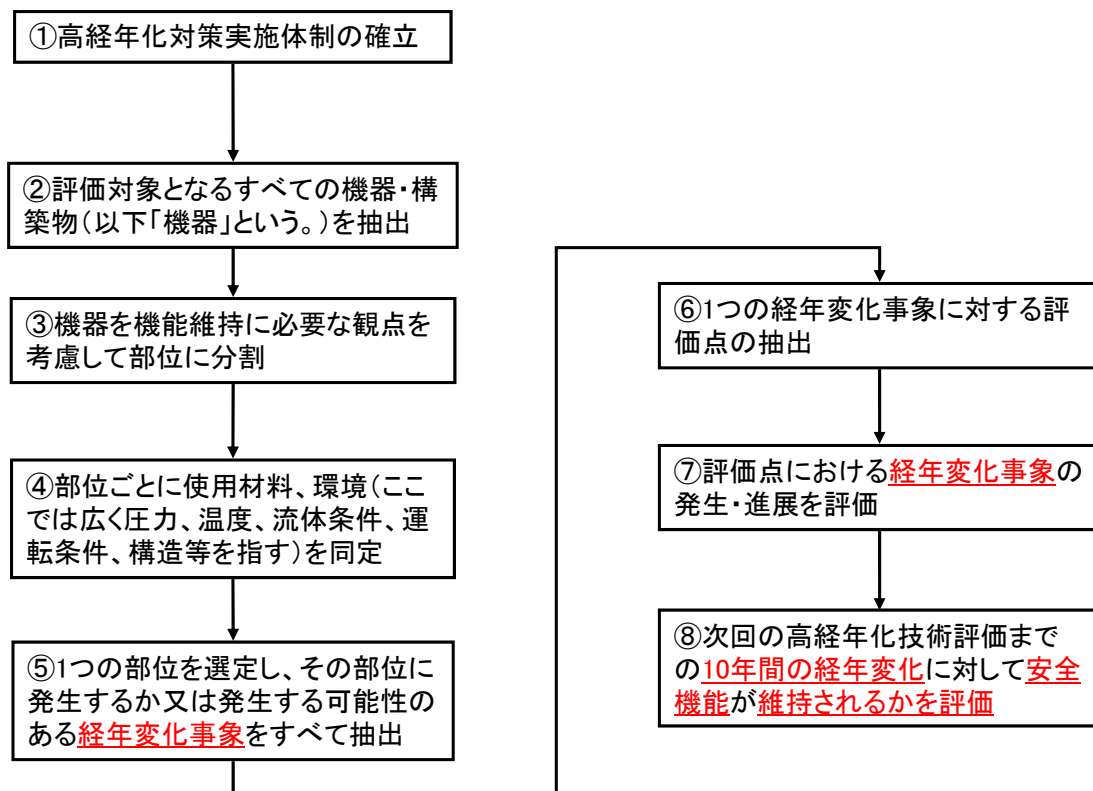 ①高経年化対策実施体制の確立
②評価対象となるすべての機器・構
築物(以下「機器」という。)を抽出
③機器を機能維持に必要な観点を
考慮して部位に分割
④部位ごとに使用材料、環境(ここ
では広く圧力、温度、流体条件、運
転条件、構造等を指す)を同定
⑤1つの部位を選定し、その部位に
発生するか又は発生する可能性の
ある経年変化事象をすべて抽出
⑥1つの経年変化事象に対する評
価点の抽出
⑦評価点における経年変化事象の
発生・進展を評価
⑧次回の高経年化技術評価まで
の10年間の経年変化に対して安全
機能が維持されるかを評価